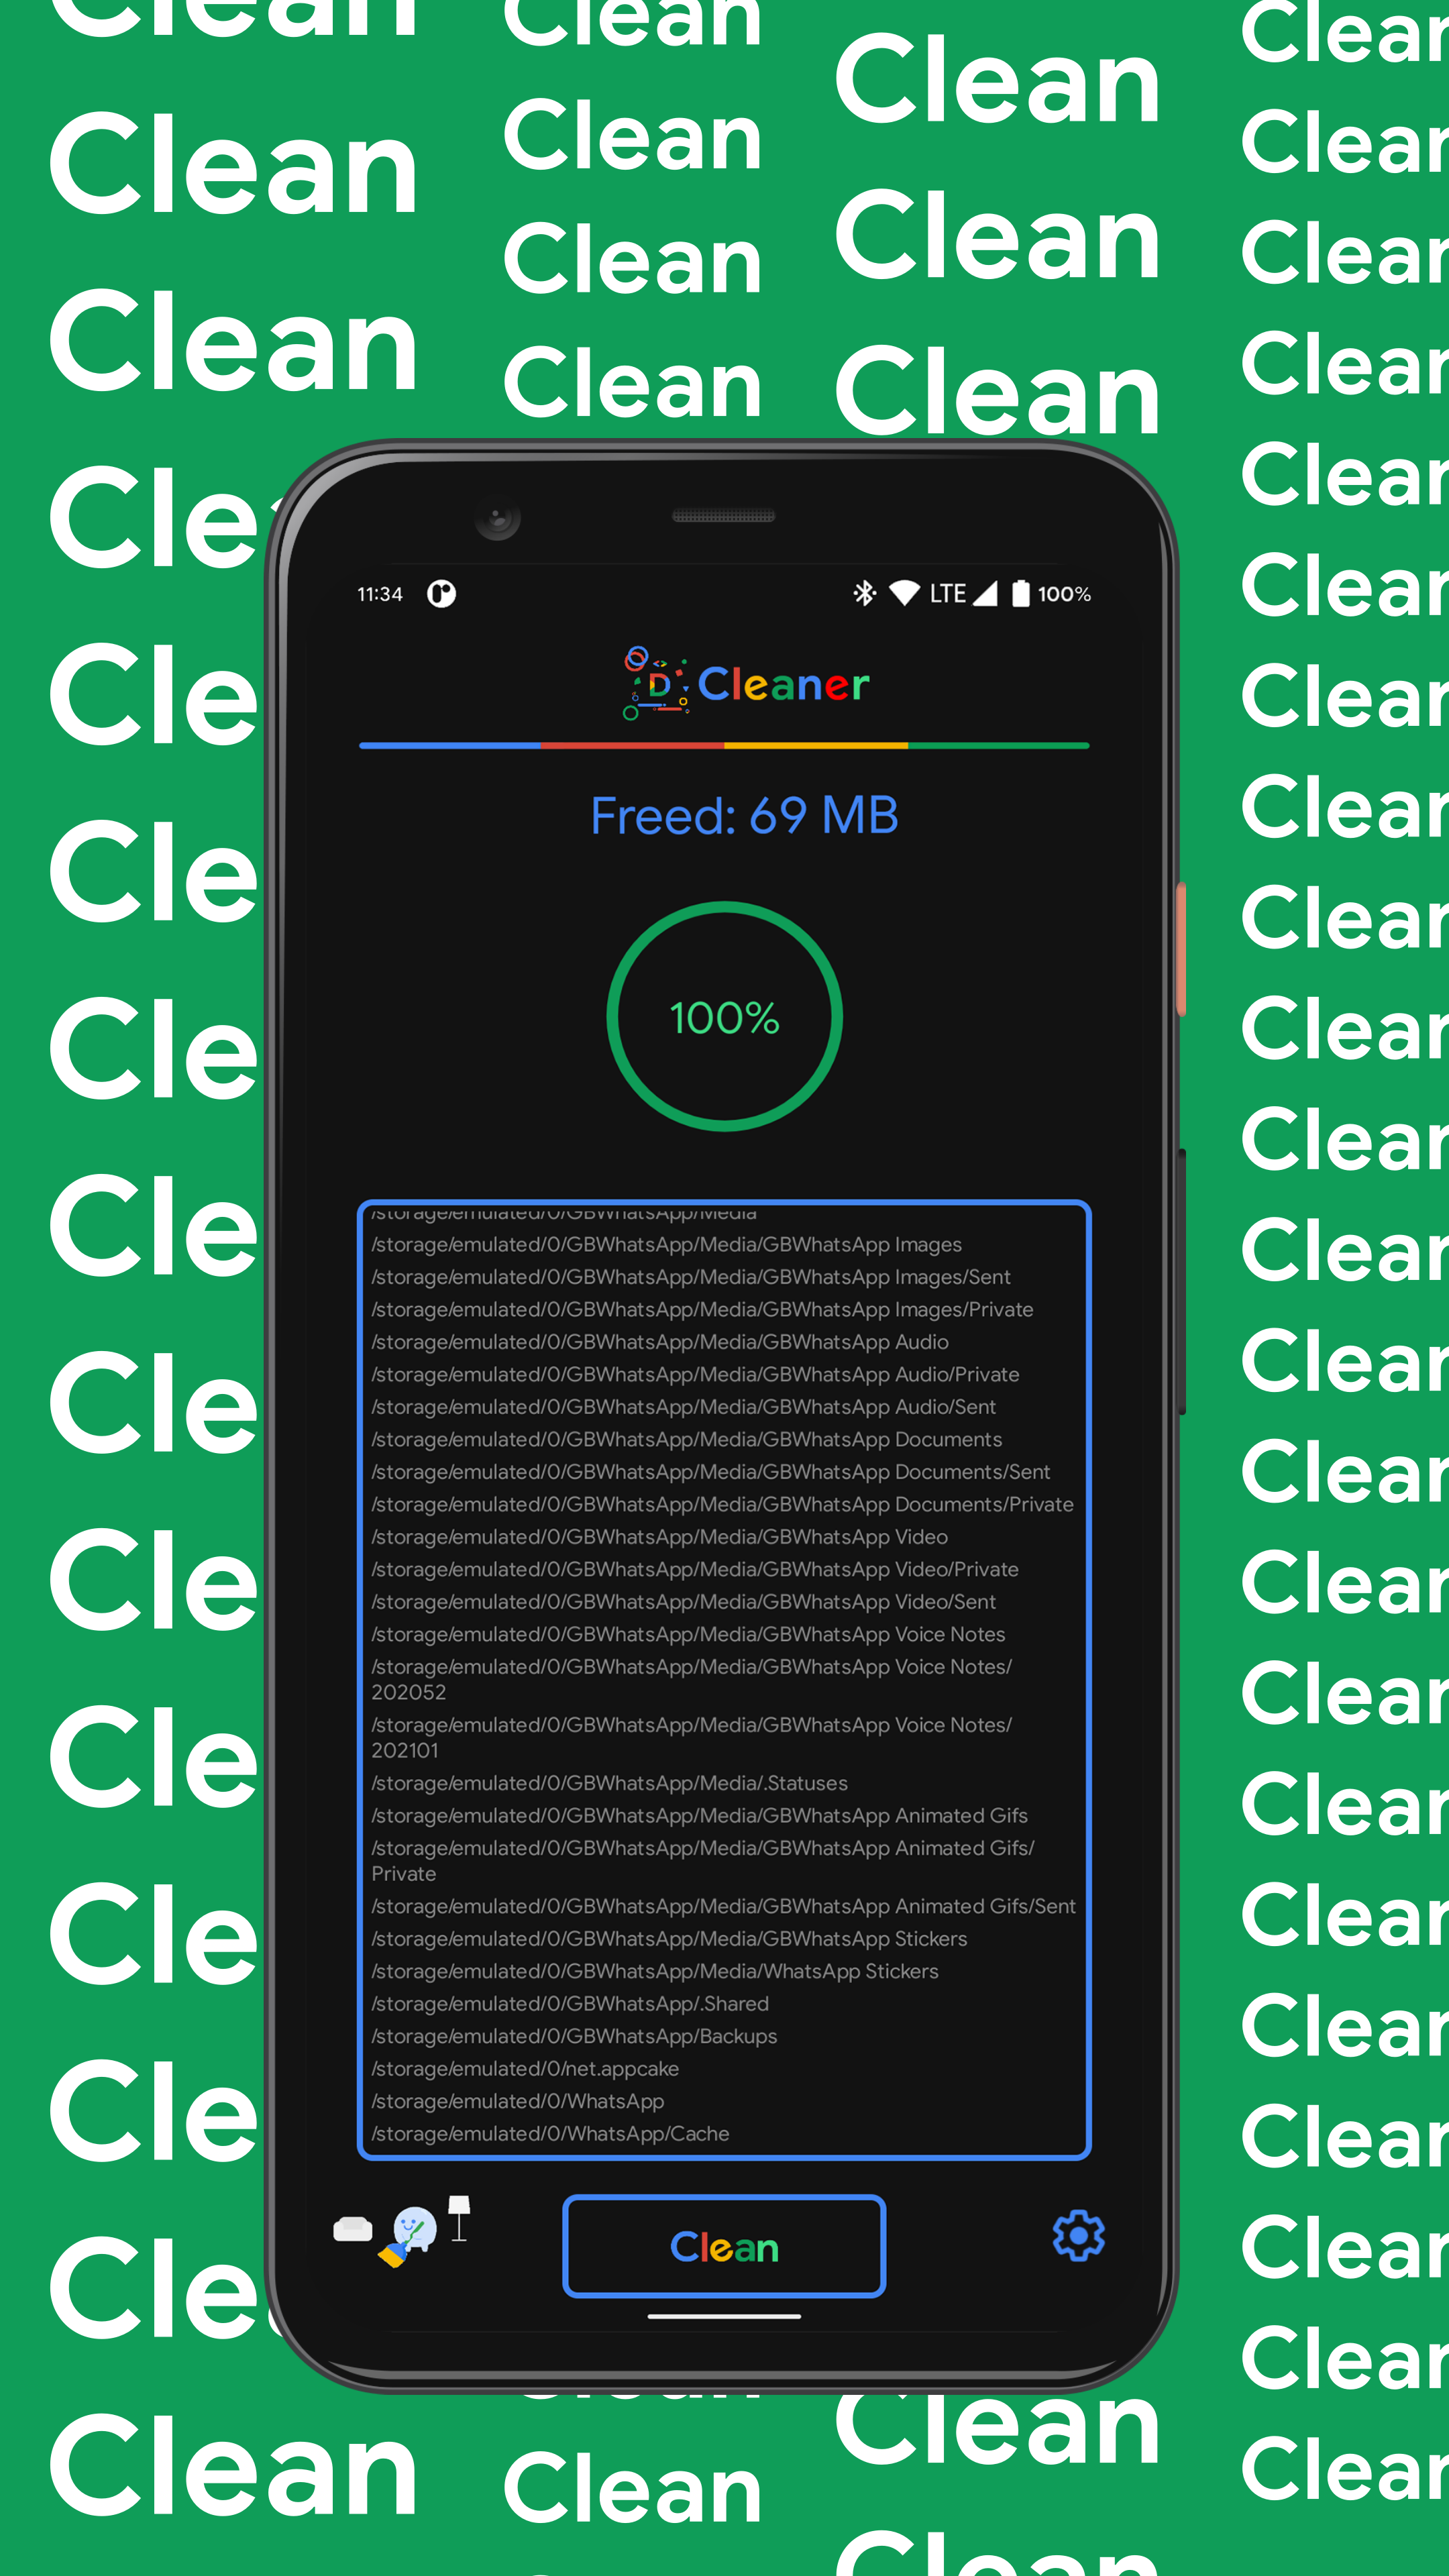 Clean Clean Clean Clean
Clean Clean Clean Clean
Clean Clean Clean Clean
Clean Clean Clean
11:34 LTE 100%
D Cleaner
Freed: 69 MB
100%
/storage/emulated/0/GBWhatsApp/Media
/storage/emulated/0/GBWhatsApp/Media/GBWhatsApp Images
/storage/emulated/0/GBWhatsApp/Media/GBWhatsApp Images/Sent
/storage/emulated/0/GBWhatsApp/Media/GBWhatsApp Images/Private
/storage/emulated/0/GBWhatsApp/Media/GBWhatsApp Audio
/storage/emulated/0/GBWhatsApp/Media/GBWhatsApp Audio/Private
/storage/emulated/0/GBWhatsApp/Media/GBWhatsApp Audio/Sent
/storage/emulated/0/GBWhatsApp/Media/GBWhatsApp Documents
/storage/emulated/0/GBWhatsApp/Media/GBWhatsApp Documents/Sent
/storage/emulated/0/GBWhatsApp/Media/GBWhatsApp Documents/Private
/storage/emulated/0/GBWhatsApp/Media/GBWhatsApp Video
/storage/emulated/0/GBWhatsApp/Media/GBWhatsApp Video/Private
/storage/emulated/0/GBWhatsApp/Media/GBWhatsApp Video/Sent
/storage/emulated/0/GBWhatsApp/Media/GBWhatsApp Voice Notes
/storage/emulated/0/GBWhatsApp/Media/GBWhatsApp Voice Notes/
202052
/storage/emulated/0/GBWhatsApp/Media/GBWhatsApp Voice Notes/
202101
/storage/emulated/0/GBWhatsApp/Media/.Statuses
/storage/emulated/0/GBWhatsApp/Media/GBWhatsApp Animated Gifs
/storage/emulated/0/GBWhatsApp/Media/GBWhatsApp Animated Gifs/
Private
/storage/emulated/0/GBWhatsApp/Media/GBWhatsApp Animated Gifs/Sent
/storage/emulated/0/GBWhatsApp/Media/GBWhatsApp Stickers
/storage/emulated/0/GBWhatsApp/Media/WhatsApp Stickers
/storage/emulated/0/GBWhatsApp/.Shared
/storage/emulated/0/GBWhatsApp/Backups
/storage/emulated/0/net.appcake
/storage/emulated/0/WhatsApp
/storage/emulated/0/WhatsApp/Cache
Clean
Clean Clean Clean Clean
Clean